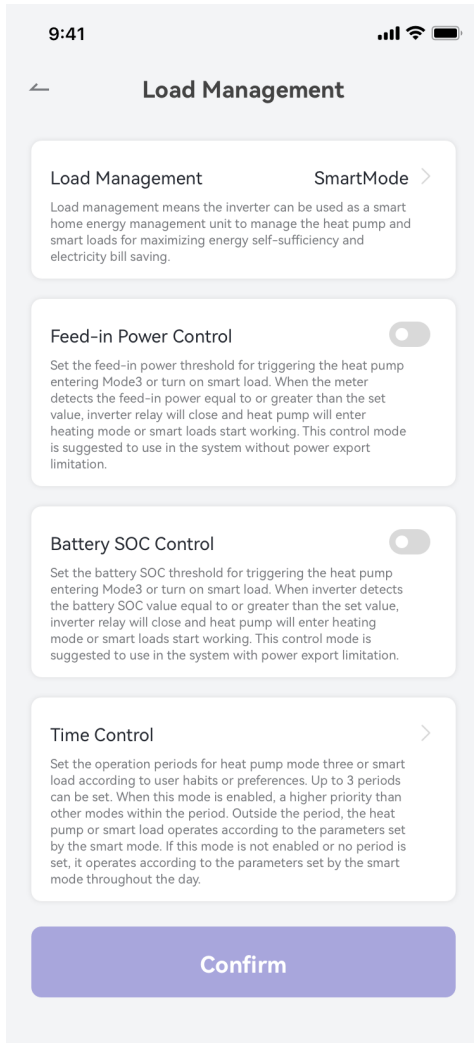 9:41
Load Management
Load Management SmartMode
Load management means the inverter can be used as a smart
home energy management unit to manage the heat pump and
smart loads for maximizing energy self-sufficiency and
electricity bill saving.
Feed-in Power Control
Set the feed-in power threshold for triggering the heat pump
entering Mode3 or turn on smart load. When the meter
detects the feed-in power equal to or greater than the set
value, inverter relay will close and heat pump will enter
heating mode or smart loads start working. This control mode
is suggested to use in the system without power export
limitation.
Battery SOC Control
Set the battery SOC threshold for triggering the heat pump
entering Mode3 or turn on smart load. When inverter detects
the battery SOC value equal to or greater than the set value,
inverter relay will close and heat pump will enter heating
mode or smart loads start working. This control mode is
suggested to use in the system with power export limitation.
Time Control
Set the operation periods for heat pump mode three or smart
load according to user habits or preferences. Up to 3 periods
can be set. When this mode is enabled, a higher priority than
other modes within the period. Outside the period, the heat
pump or smart load operates according to the parameters set
by the smart mode. If this mode is not enabled or no period is
set, it operates according to the parameters set by the smart
mode throughout the day.
Confirm